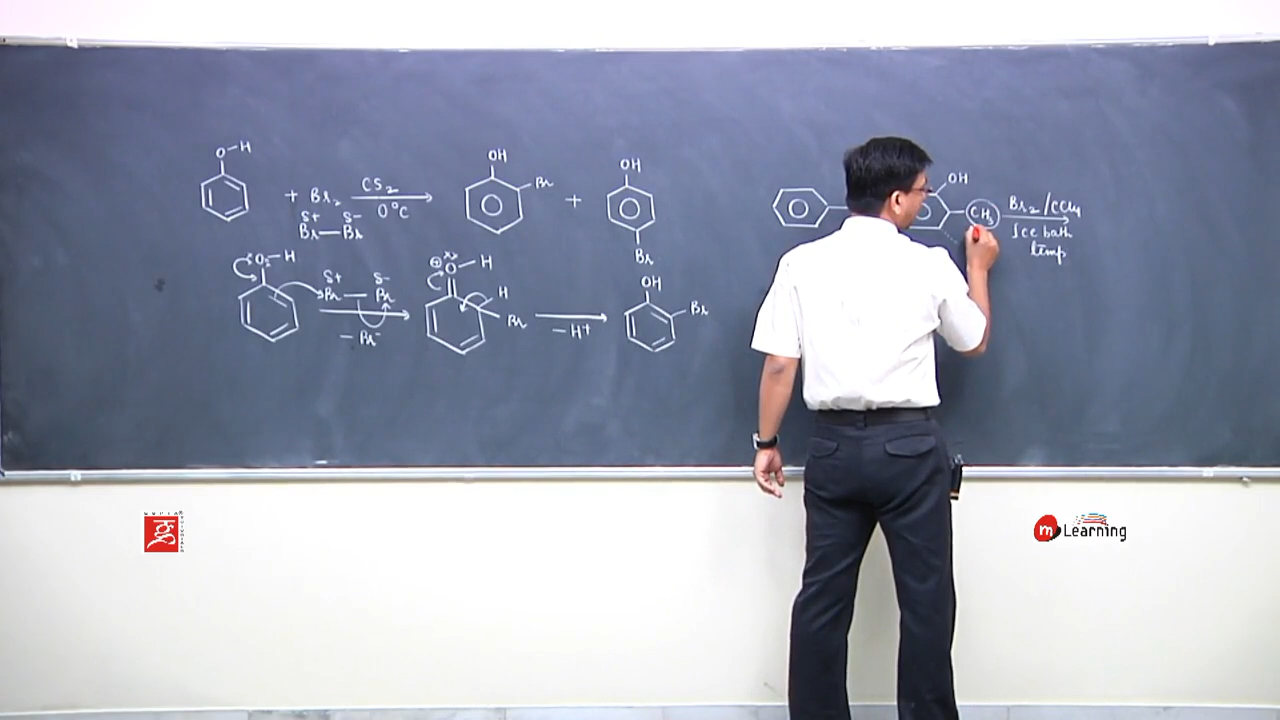 O–H
+ Br₂ CS₂ 0°C
OH Br
+
OH
Br
δ+ δ-
Br—Br
O–H
δ+ δ-
Br — Br
– Br⁻
⊕ O – H
H
Br
– H⁺
OH
Br
OH
CH₃
Br₂/CCl₄
Ice bath
temp
m Learning